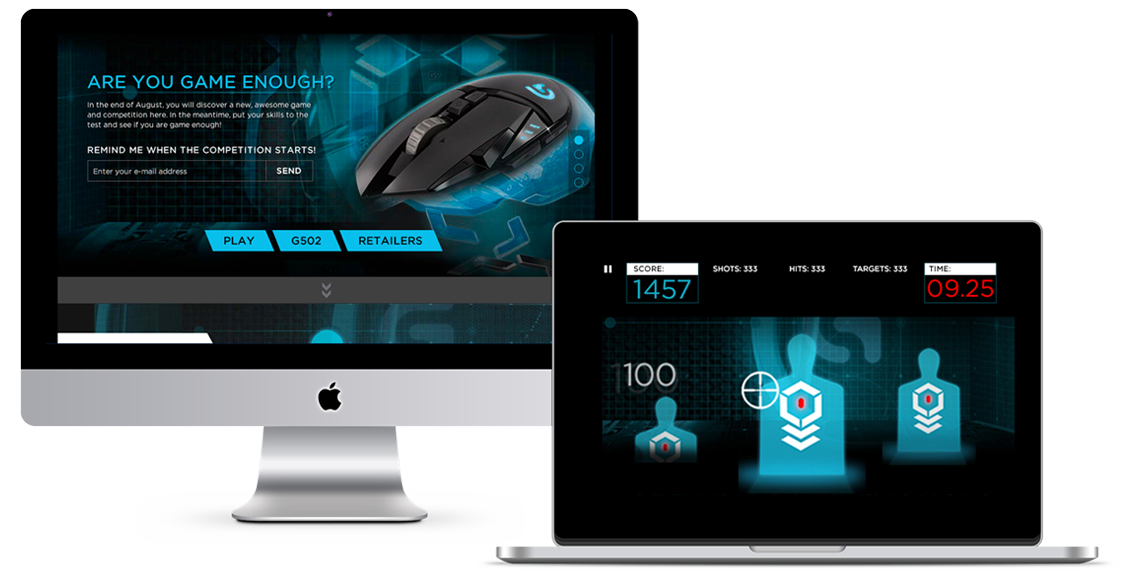 ARE YOU GAME ENOUGH?
In the end of August, you will discover a new, awesome game
and competition here. In the meantime, put your skills to the
test and see if you are game enough!
REMIND ME WHEN THE COMPETITION STARTS!
Enter your e-mail address SEND
PLAY G502 RETAILERS
SCORE: SHOTS: 333 HITS: 333 TARGETS: 333 TIME:
1457 09.25
100